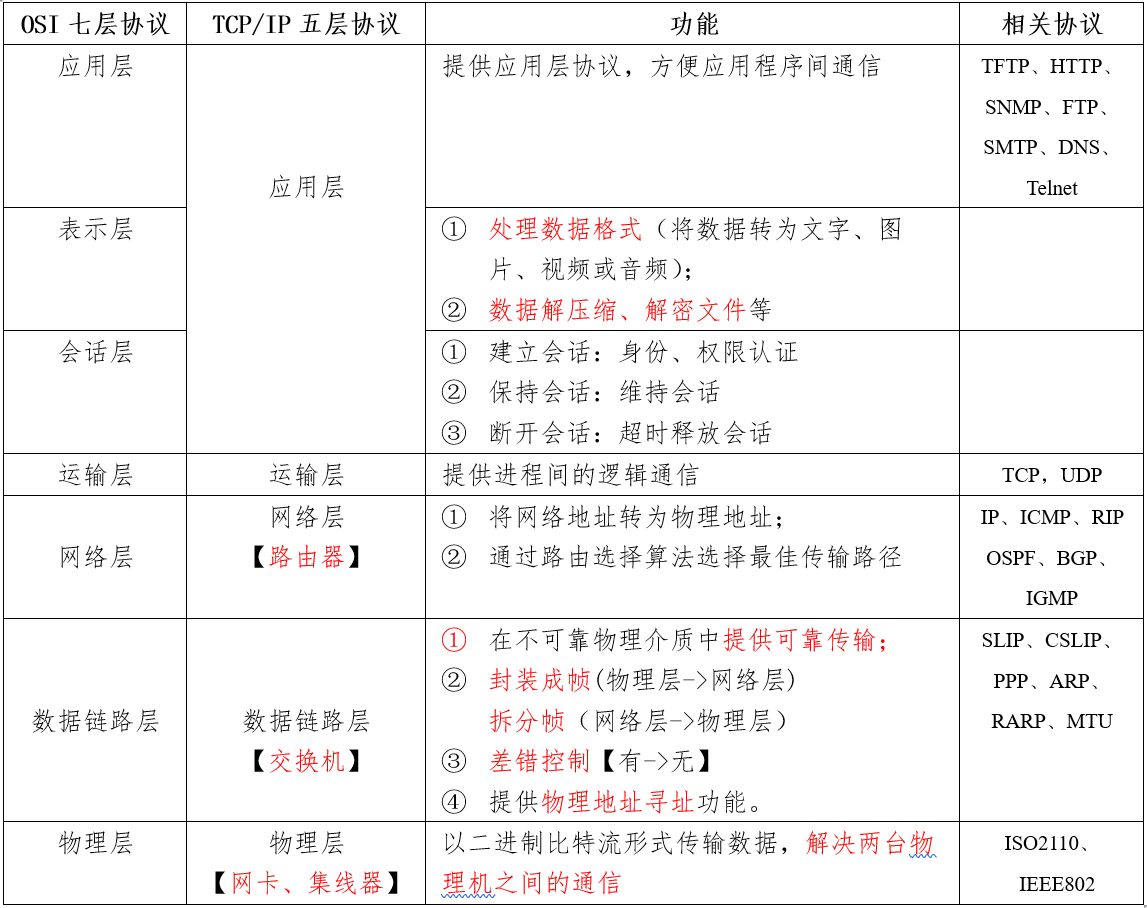 OSI 七层协议 TCP/IP 五层协议 功能 相关协议
应用层
应用层
提供应用层协议，方便应用程序间通信
TFTP、HTTP、
SNMP、FTP、
SMTP、DNS、
Telnet
表示层
① 处理数据格式（将数据转为文字、图
片、视频或音频）；
② 数据解压缩、解密文件等
会话层
① 建立会话：身份、权限认证
② 保持会话：维持会话
③ 断开会话：超时释放会话
运输层 运输层 提供进程间的逻辑通信 TCP，UDP
网络层
网络层
【路由器】
① 将网络地址转为物理地址；
② 通过路由选择算法选择最佳传输路径
IP、ICMP、RIP
OSPF、BGP、
IGMP
数据链路层
数据链路层
【交换机】
① 在不可靠物理介质中提供可靠传输；
② 封装成帧(物理层->网络层)
拆分帧（网络层->物理层）
③ 差错控制【有->无】
④ 提供物理地址寻址功能。
SLIP、CSLIP、
PPP、ARP、
RARP、MTU
物理层
物理层
【网卡、集线器】
以二进制比特流形式传输数据，解决两台物
理机之间的通信
ISO2110、
IEEE802